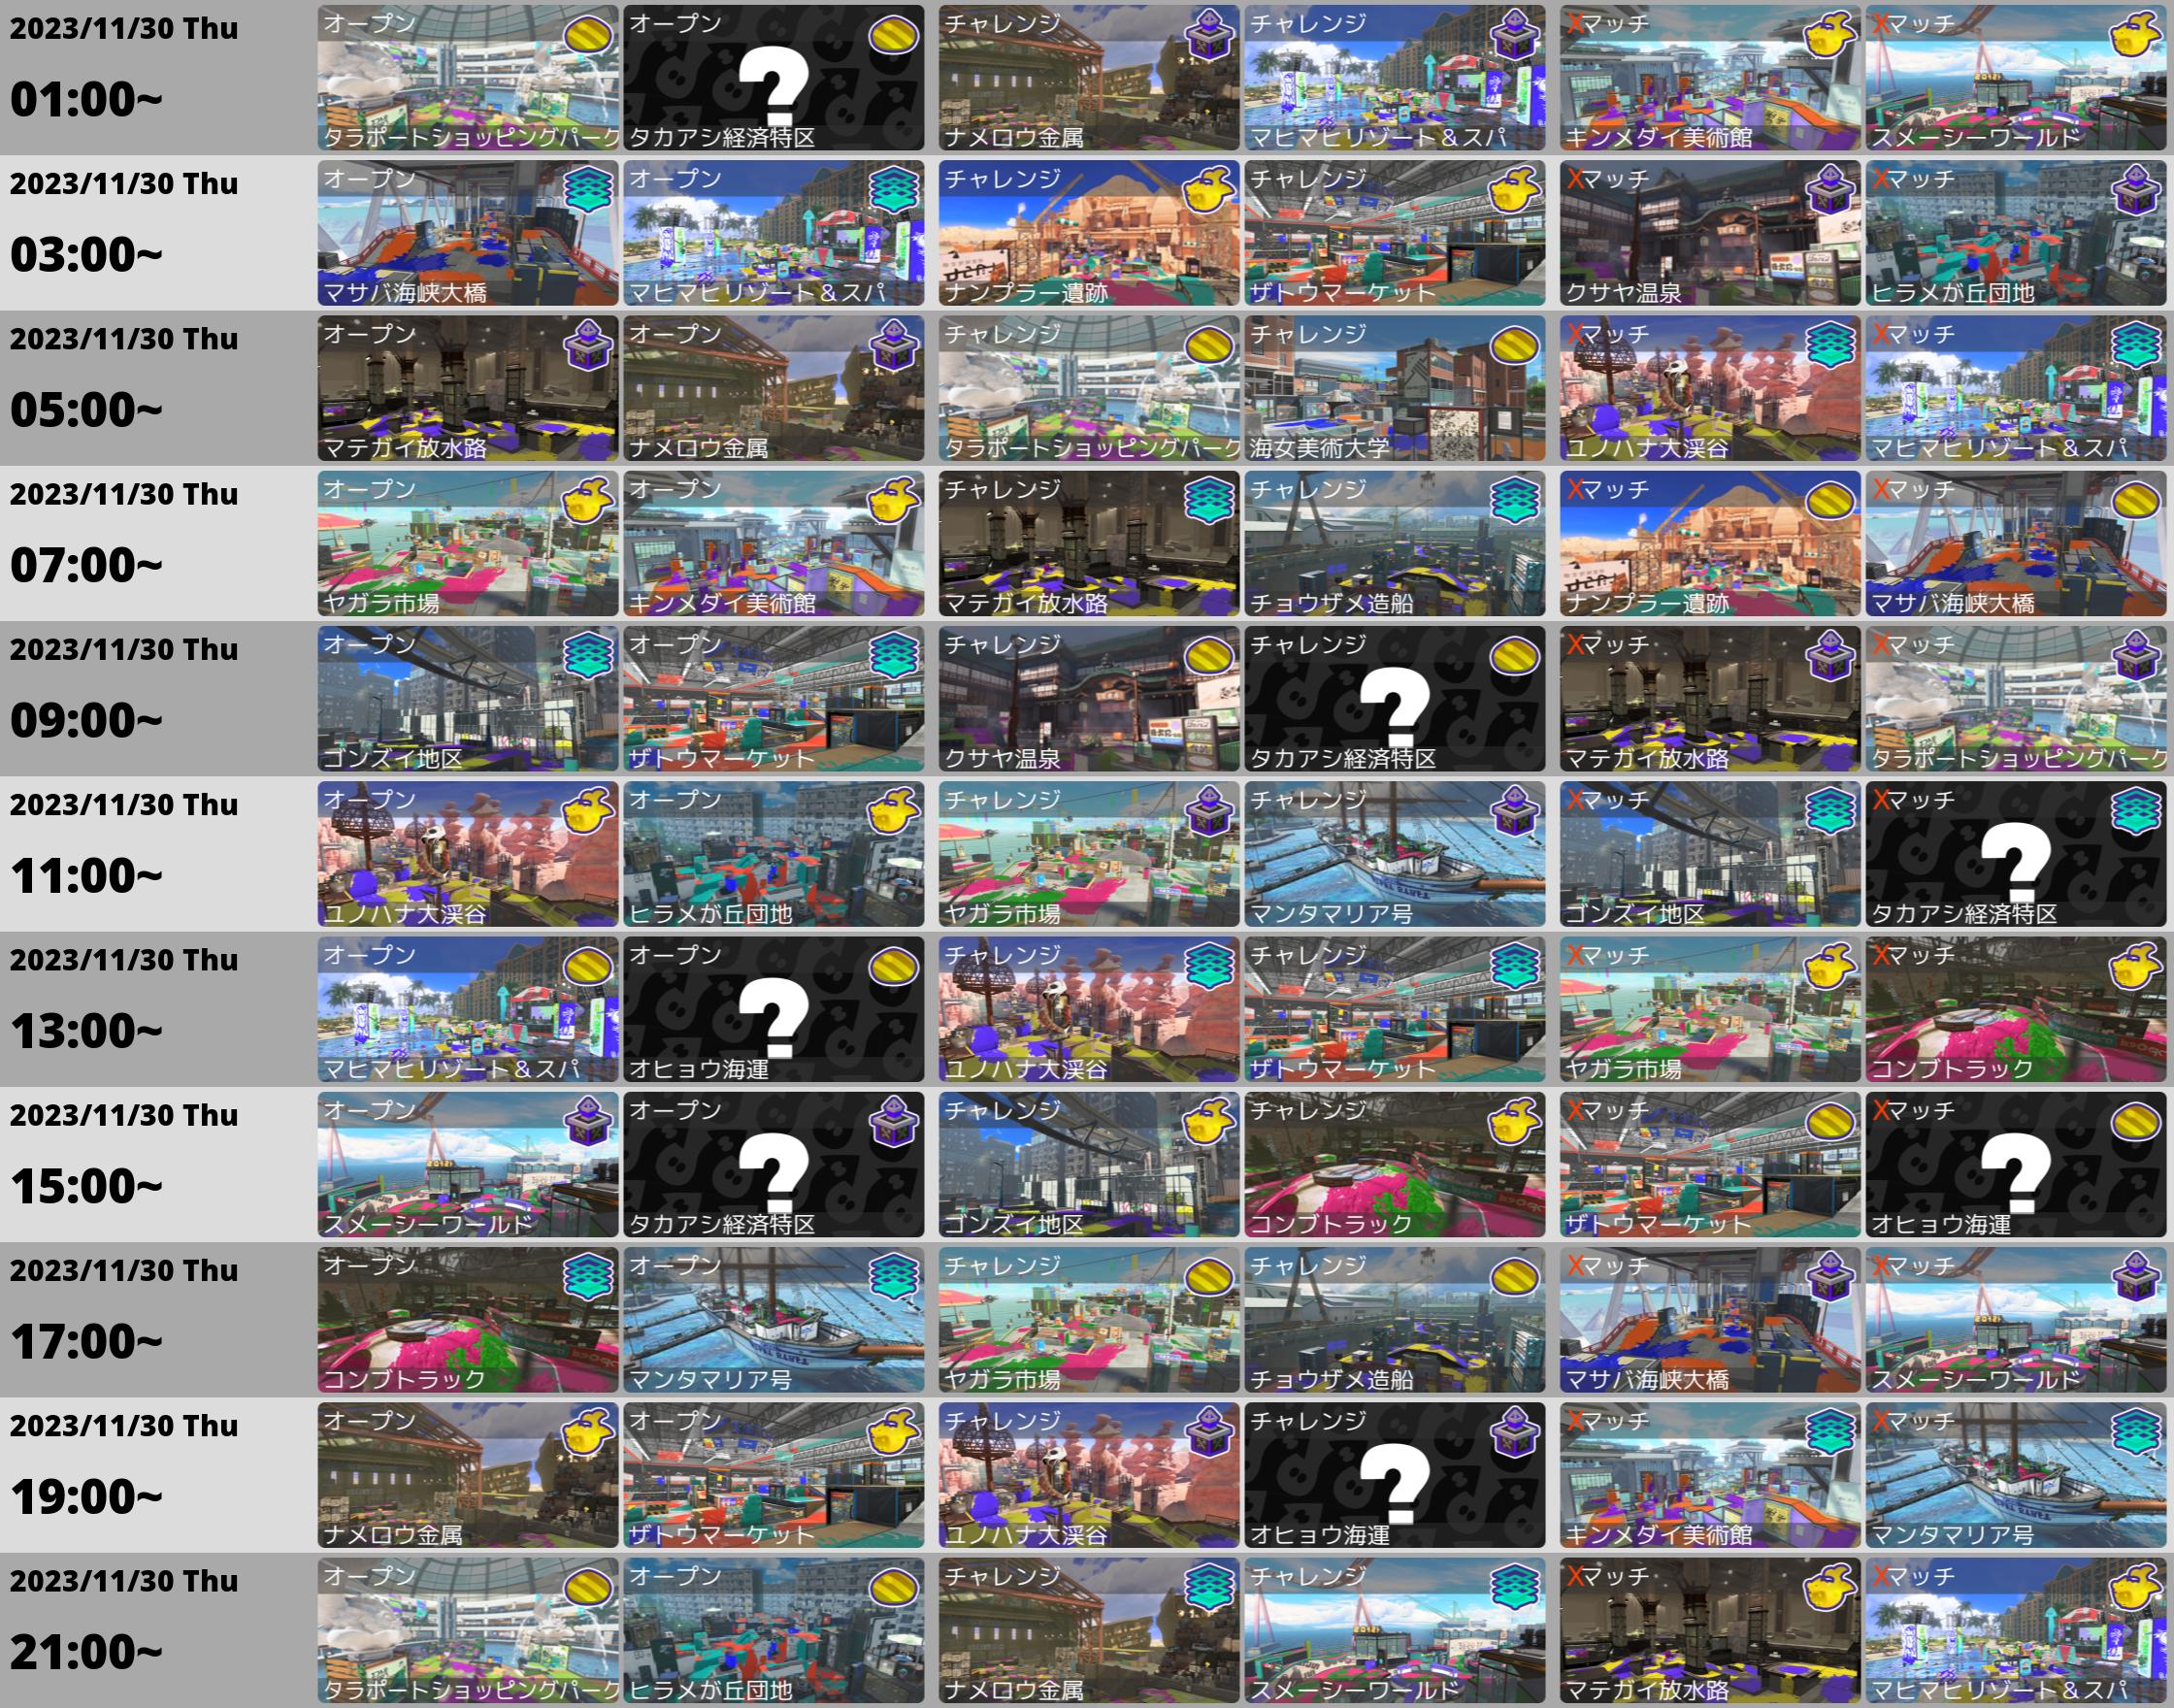 2023/11/30 Thu
01:00~
オープン
タラポートショッピングパーク
オープン
?
タカアシ経済特区
チャレンジ
ナメロウ金属
チャレンジ
マヒマヒリゾート＆スパ
Xマッチ
キンメダイ美術館
Xマッチ
スメーシーワールド
2023/11/30 Thu
03:00~
オープン
マサバ海峡大橋
オープン
マヒマヒリゾート＆スパ
チャレンジ
ナンプラー遺跡
チャレンジ
ザトウマーケット
Xマッチ
クサヤ温泉
Xマッチ
ヒラメが丘団地
2023/11/30 Thu
05:00~
オープン
マテガイ放水路
オープン
ナメロウ金属
チャレンジ
タラポートショッピングパーク
チャレンジ
海女美術大学
Xマッチ
ユノハナ大渓谷
Xマッチ
マヒマヒリゾート＆スパ
2023/11/30 Thu
07:00~
オープン
ヤガラ市場
オープン
キンメダイ美術館
チャレンジ
マテガイ放水路
チャレンジ
チョウザメ造船
Xマッチ
ナンプラー遺跡
Xマッチ
マサバ海峡大橋
2023/11/30 Thu
09:00~
オープン
ゴンズイ地区
オープン
ザトウマーケット
チャレンジ
クサヤ温泉
チャレンジ
?
タカアシ経済特区
Xマッチ
マテガイ放水路
Xマッチ
タラポートショッピングパーク
2023/11/30 Thu
11:00~
オープン
ユノハナ大渓谷
オープン
ヒラメが丘団地
チャレンジ
ヤガラ市場
チャレンジ
マンタマリア号
Xマッチ
ゴンズイ地区
Xマッチ
?
タカアシ経済特区
2023/11/30 Thu
13:00~
オープン
マヒマヒリゾート＆スパ
オープン
?
オヒョウ海運
チャレンジ
ユノハナ大渓谷
チャレンジ
ザトウマーケット
Xマッチ
ヤガラ市場
Xマッチ
コンブトラック
2023/11/30 Thu
15:00~
オープン
スメーシーワールド
オープン
?
タカアシ経済特区
チャレンジ
ゴンズイ地区
チャレンジ
コンブトラック
Xマッチ
ザトウマーケット
Xマッチ
?
オヒョウ海運
2023/11/30 Thu
17:00~
オープン
コンブトラック
オープン
マンタマリア号
チャレンジ
ヤガラ市場
チャレンジ
チョウザメ造船
Xマッチ
マサバ海峡大橋
Xマッチ
スメーシーワールド
2023/11/30 Thu
19:00~
オープン
ナメロウ金属
オープン
ザトウマーケット
チャレンジ
ユノハナ大渓谷
チャレンジ
?
オヒョウ海運
Xマッチ
キンメダイ美術館
Xマッチ
マンタマリア号
2023/11/30 Thu
21:00~
オープン
タラポートショッピングパーク
オープン
ヒラメが丘団地
チャレンジ
ナメロウ金属
チャレンジ
スメーシーワールド
Xマッチ
マテガイ放水路
Xマッチ
マヒマヒリゾート＆スパ